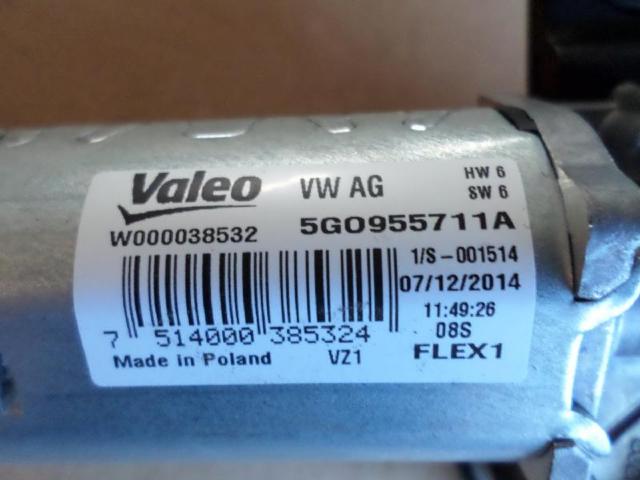 Valeo VW AG HW 6
SW 6
W000038532 5G0955711A
1/S-001514
07/12/2014
11:49:26
7 514000 385324 08S
Made in Poland VZ1 FLEX1